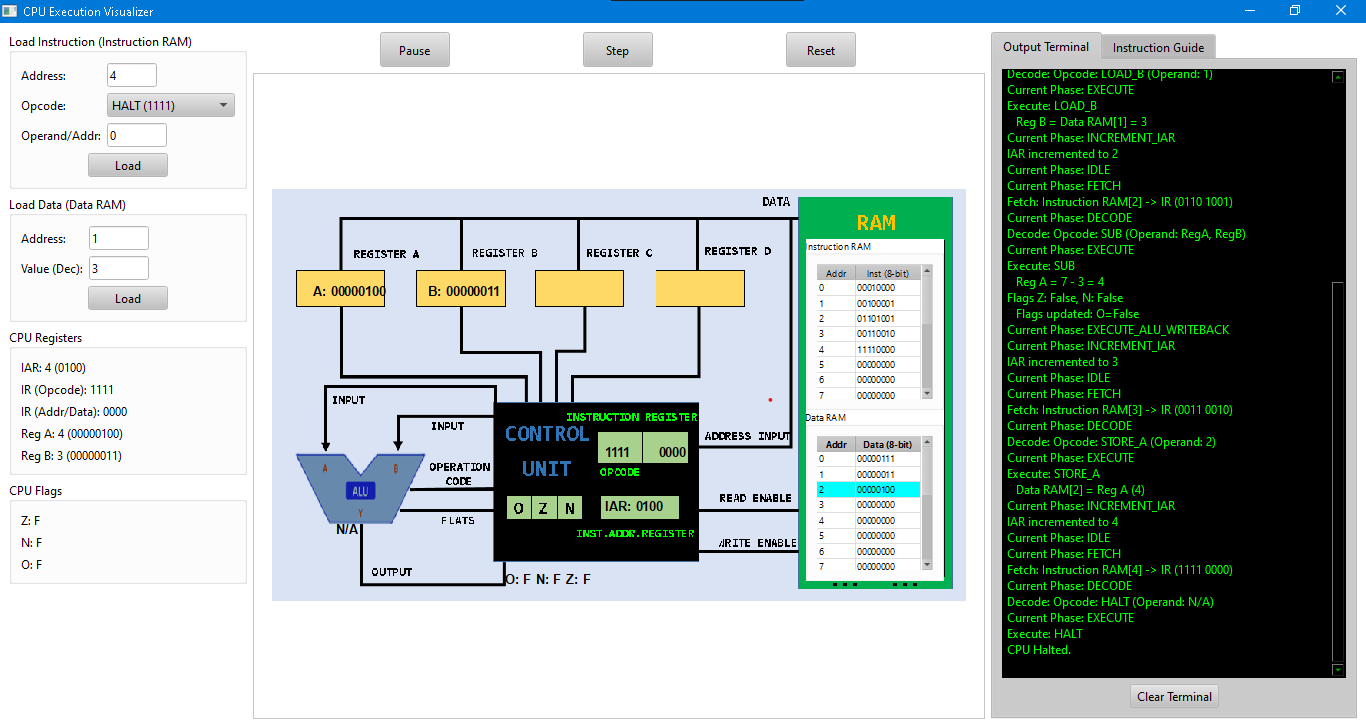 CPU Execution Visualizer
Load Instruction (Instruction RAM)
Address: 4
Opcode: HALT (1111)
Operand/Addr: 0
Load
Load Data (Data RAM)
Address: 1
Value (Dec): 3
Load
CPU Registers
IAR: 4 (0100)
IR (Opcode): 1111
IR (Addr/Data): 0000
Reg A: 4 (00000100)
Reg B: 3 (00000011)
CPU Flags
Z: F
N: F
O: F
Pause
Step
Reset
DATA
REGISTER A
REGISTER B
REGISTER C
REGISTER D
A: 00000100
B: 00000011
INPUT
INPUT
OPERATION
CODE
FLATS
A
B
ALU
Y
N/A
OUTPUT
CONTROL
UNIT
INSTRUCTION REGISTER
1111 0000
OPCODE
O Z N
IAR: 0100
INST.ADDR.REGISTER
O: F N: F Z: F
ADDRESS INPUT
READ ENABLE
WRITE ENABLE
RAM
Instruction RAM
Addr Inst (8-bit)
0 00010000
1 00100001
2 01101001
3 00110010
4 11110000
5 00000000
6 00000000
7 00000000
Data RAM
Addr Data (8-bit)
0 00000111
1 00000011
2 00000100
3 00000000
4 00000000
5 00000000
6 00000000
7 00000000
Output Terminal
Instruction Guide
Decode: Opcode: LOAD_B (Operand: 1)
Current Phase: EXECUTE
Execute: LOAD_B
Reg B = Data RAM[1] = 3
Current Phase: INCREMENT_IAR
IAR incremented to 2
Current Phase: IDLE
Current Phase: FETCH
Fetch: Instruction RAM[2] -> IR (0110 1001)
Current Phase: DECODE
Decode: Opcode: SUB (Operand: RegA, RegB)
Current Phase: EXECUTE
Execute: SUB
Reg A = 7 - 3 = 4
Flags Z: False, N: False
Flags updated: O=False
Current Phase: EXECUTE_ALU_WRITEBACK
Current Phase: INCREMENT_IAR
IAR incremented to 3
Current Phase: IDLE
Current Phase: FETCH
Fetch: Instruction RAM[3] -> IR (0011 0010)
Current Phase: DECODE
Decode: Opcode: STORE_A (Operand: 2)
Current Phase: EXECUTE
Execute: STORE_A
Data RAM[2] = Reg A (4)
Current Phase: INCREMENT_IAR
IAR incremented to 4
Current Phase: IDLE
Current Phase: FETCH
Fetch: Instruction RAM[4] -> IR (1111 0000)
Current Phase: DECODE
Decode: Opcode: HALT (Operand: N/A)
Current Phase: EXECUTE
Execute: HALT
CPU Halted.
Clear Terminal